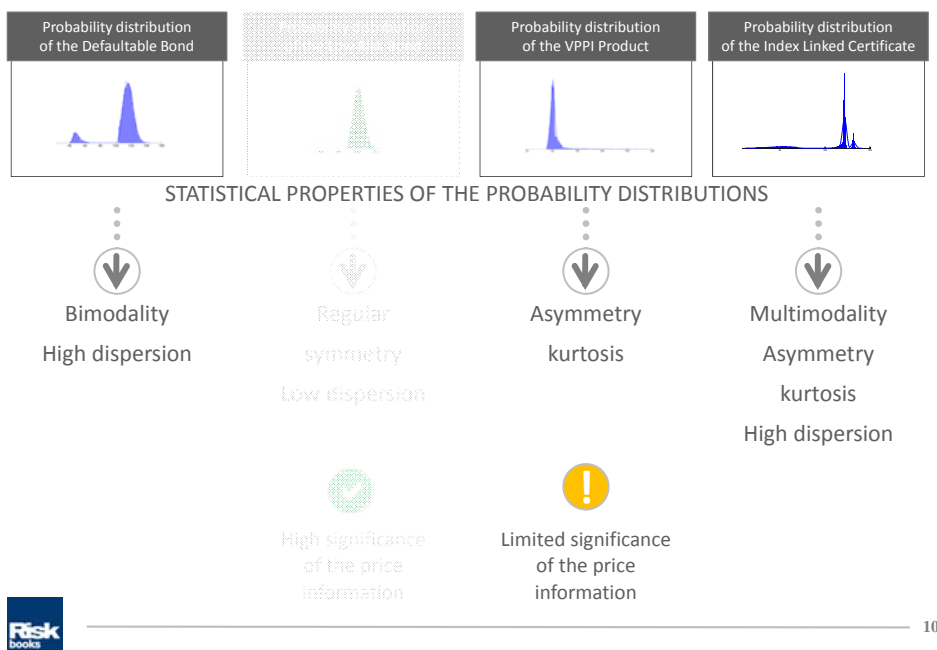 Probability distribution
of the Defaultable Bond
Probability distribution
of the VPPI Product
Probability distribution
of the Index Linked Certificate
STATISTICAL PROPERTIES OF THE PROBABILITY DISTRIBUTIONS
Bimodality
High dispersion
Regular
symmetry
Low dispersion
Asymmetry
kurtosis
Multimodality
Asymmetry
kurtosis
High dispersion
High significance
of the price
information
!
Limited significance
of the price
information
Risk
books
10